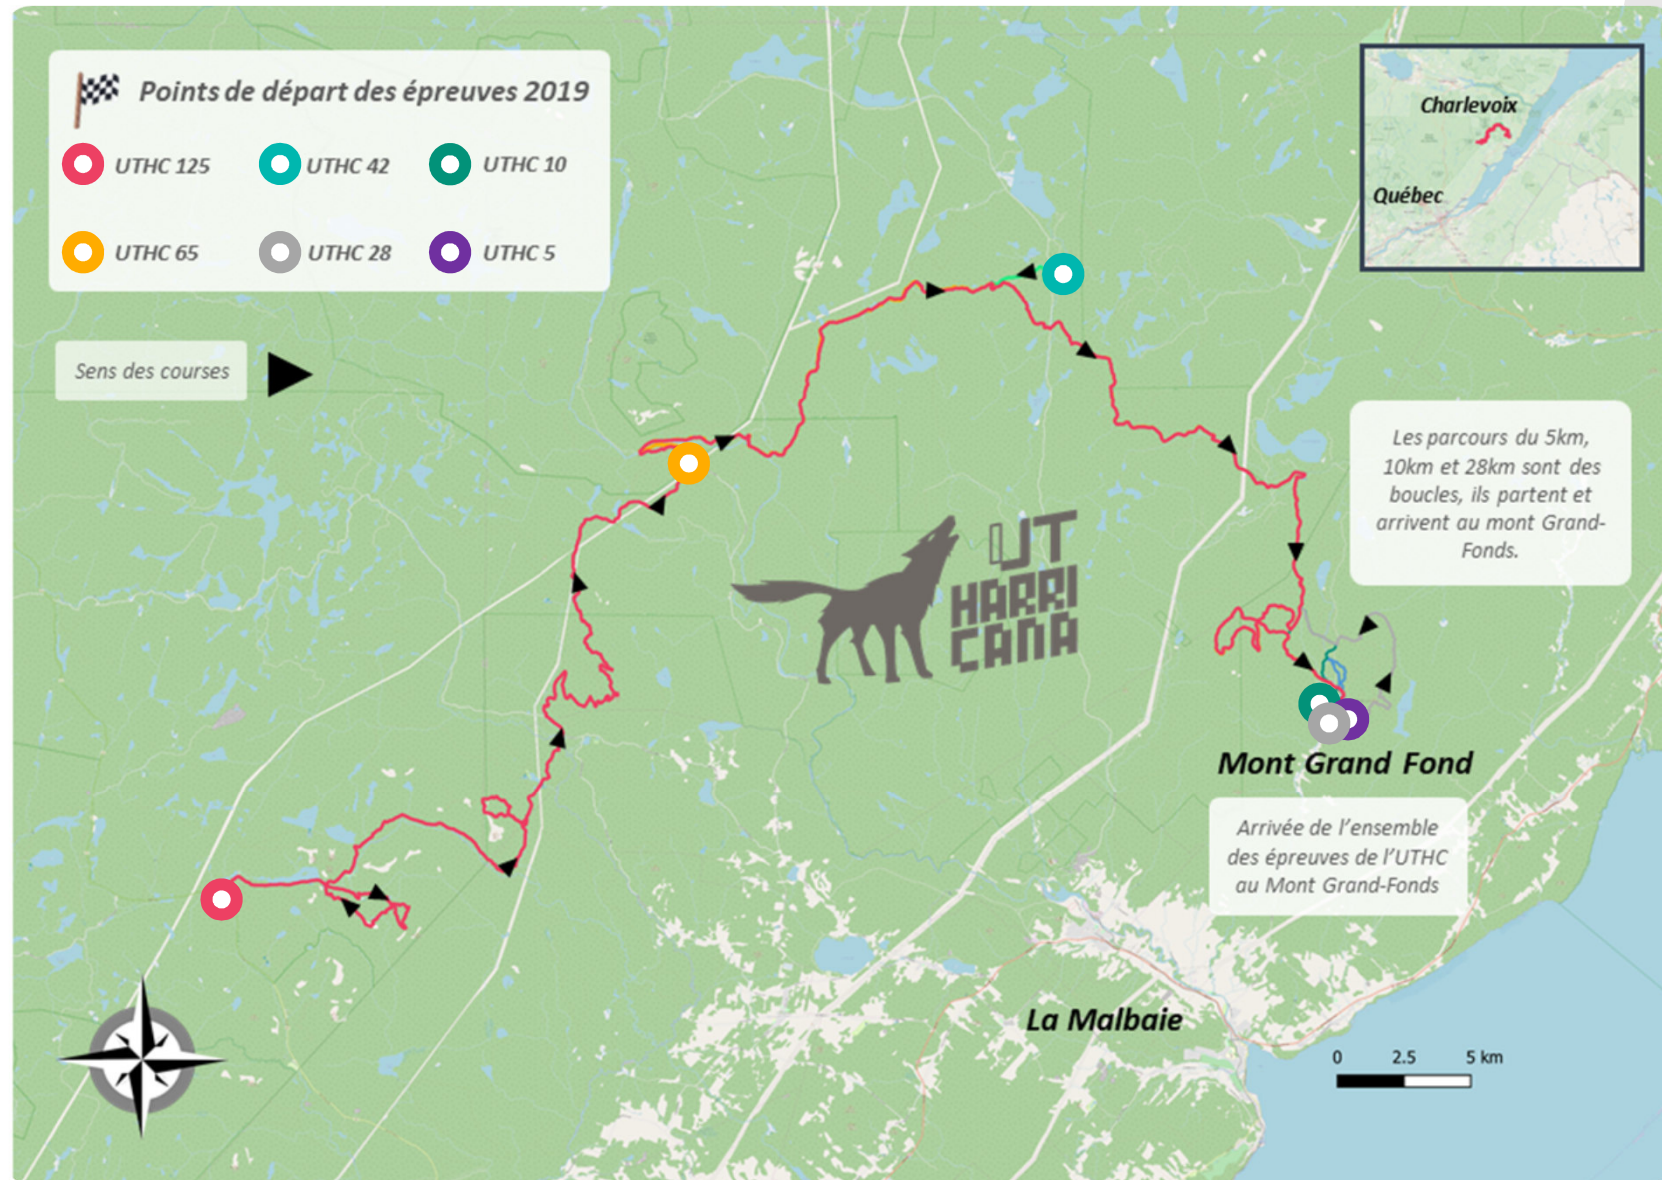 Points de départ des épreuves 2019
UTHC 125
UTHC 42
UTHC 10
UTHC 65
UTHC 28
UTHC 5
Sens des courses
Charlevoix
Québec
Les parcours du 5km,
10km et 28km sont des
boucles, ils partent et
arrivent au mont Grand-
Fonds.
UT
HARRI
CANA
Mont Grand Fond
Arrivée de l'ensemble
des épreuves de l'UTHC
au Mont Grand-Fonds
La Malbaie
0 2.5 5 km